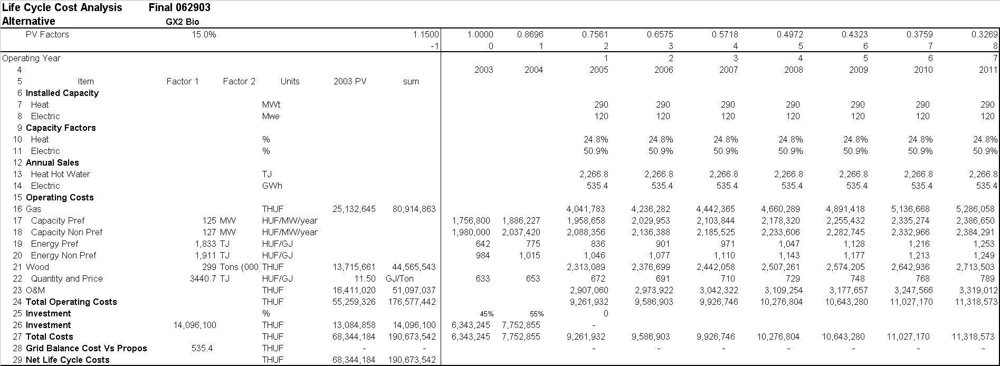 Life Cycle Cost Analysis Final 062903
Alternative GX2 Bio
PV Factors 15.0% 1.1500 1.0000 0.8696 0.7561 0.6575 0.5718 0.4972 0.4323 0.3759 0.3269
-1 0 1 2 3 4 5 6 7 8
Operating Year 1 2 3 4 5 6 7
4 2003 2004 2005 2006 2007 2008 2009 2010 2011
5 Item Factor 1 Factor 2 Units 2003 PV sum
6 Installed Capacity
7 Heat MWt 290 290 290 290 290 290 290
8 Electric Mwe 120 120 120 120 120 120 120
9 Capacity Factors
10 Heat % 24.8% 24.8% 24.8% 24.8% 24.8% 24.8% 24.8%
11 Electric % 50.9% 50.9% 50.9% 50.9% 50.9% 50.9% 50.9%
12 Annual Sales
13 Heat Hot Water TJ 2,266.8 2,266.8 2,266.8 2,266.8 2,266.8 2,266.8 2,266.8
14 Electric GWh 535.4 535.4 535.4 535.4 535.4 535.4 535.4
15 Operating Costs
16 Gas THUF 25,132,645 80,914,863 4,041,783 4,236,282 4,442,365 4,660,289 4,891,418 5,136,668 5,286,058
17 Capacity Pref 125 MW HUF/MW/year 1,756,800 1,886,227 1,958,658 2,029,953 2,103,844 2,178,320 2,255,432 2,335,274 2,386,650
18 Capacity Non Pref 127 MW HUF/MW/year 1,980,000 2,037,420 2,088,356 2,136,388 2,185,525 2,233,606 2,282,745 2,332,966 2,384,291
19 Energy Pref 1,833 TJ HUF/GJ 642 775 836 901 971 1,047 1,128 1,216 1,253
20 Energy Non Pref 1,911 TJ HUF/GJ 984 1,015 1,046 1,077 1,110 1,143 1,177 1,213 1,249
21 Wood 299 Tons (000) THUF 13,715,661 44,565,543 2,313,089 2,376,699 2,442,058 2,507,261 2,574,205 2,642,936 2,713,503
22 Quantity and Price 3440.7 TJ HUF/GJ 11.50 GJ/Ton 633 653 672 691 710 729 748 768 789
23 O&M THUF 16,411,020 51,097,037 2,907,060 2,973,922 3,042,322 3,109,254 3,177,657 3,247,566 3,319,012
24 Total Operating Costs THUF 55,259,326 176,577,442 9,261,932 9,586,903 9,926,746 10,276,804 10,643,280 11,027,170 11,318,573
25 Investment % 45% 55% 0
26 Investment 14,096,100 THUF 13,084,858 14,096,100 6,343,245 7,752,855 -
27 Total Costs THUF 68,344,184 190,673,542 6,343,245 7,752,855 9,261,932 9,586,903 9,926,746 10,276,804 10,643,280 11,027,170 11,318,573
28 Grid Balance Cost Vs Propos 535.4 THUF - - - - - - - - -
29 Net Life Cycle Costs THUF 68,344,184 190,673,542